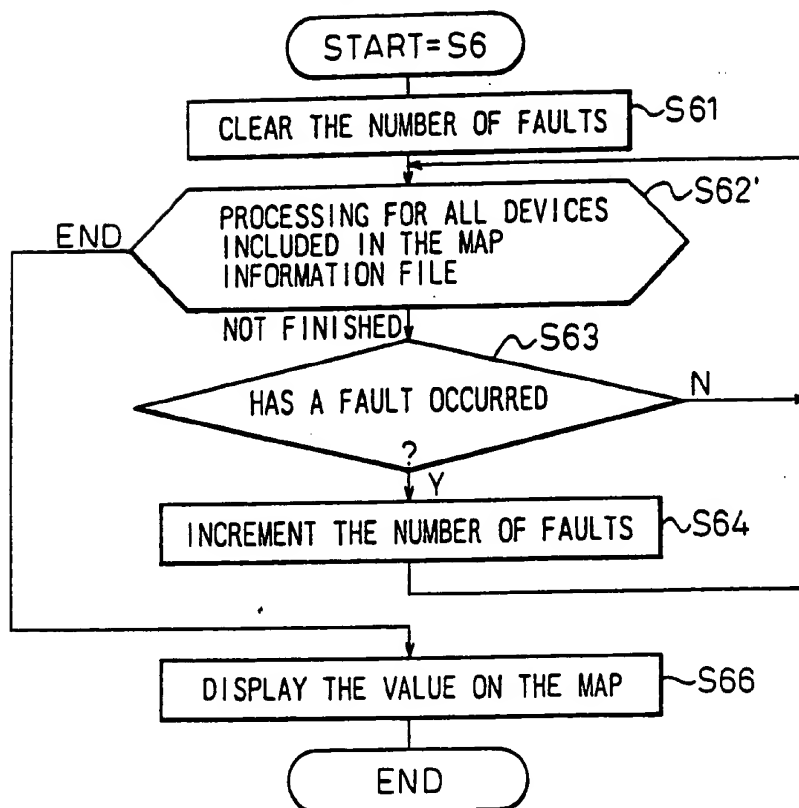 START=S6
CLEAR THE NUMBER OF FAULTS
S61
PROCESSING FOR ALL DEVICES
INCLUDED IN THE MAP
INFORMATION FILE
S62'
END
NOT FINISHED
S63
HAS A FAULT OCCURRED
?
N
Y
INCREMENT THE NUMBER OF FAULTS
S64
DISPLAY THE VALUE ON THE MAP
S66
END